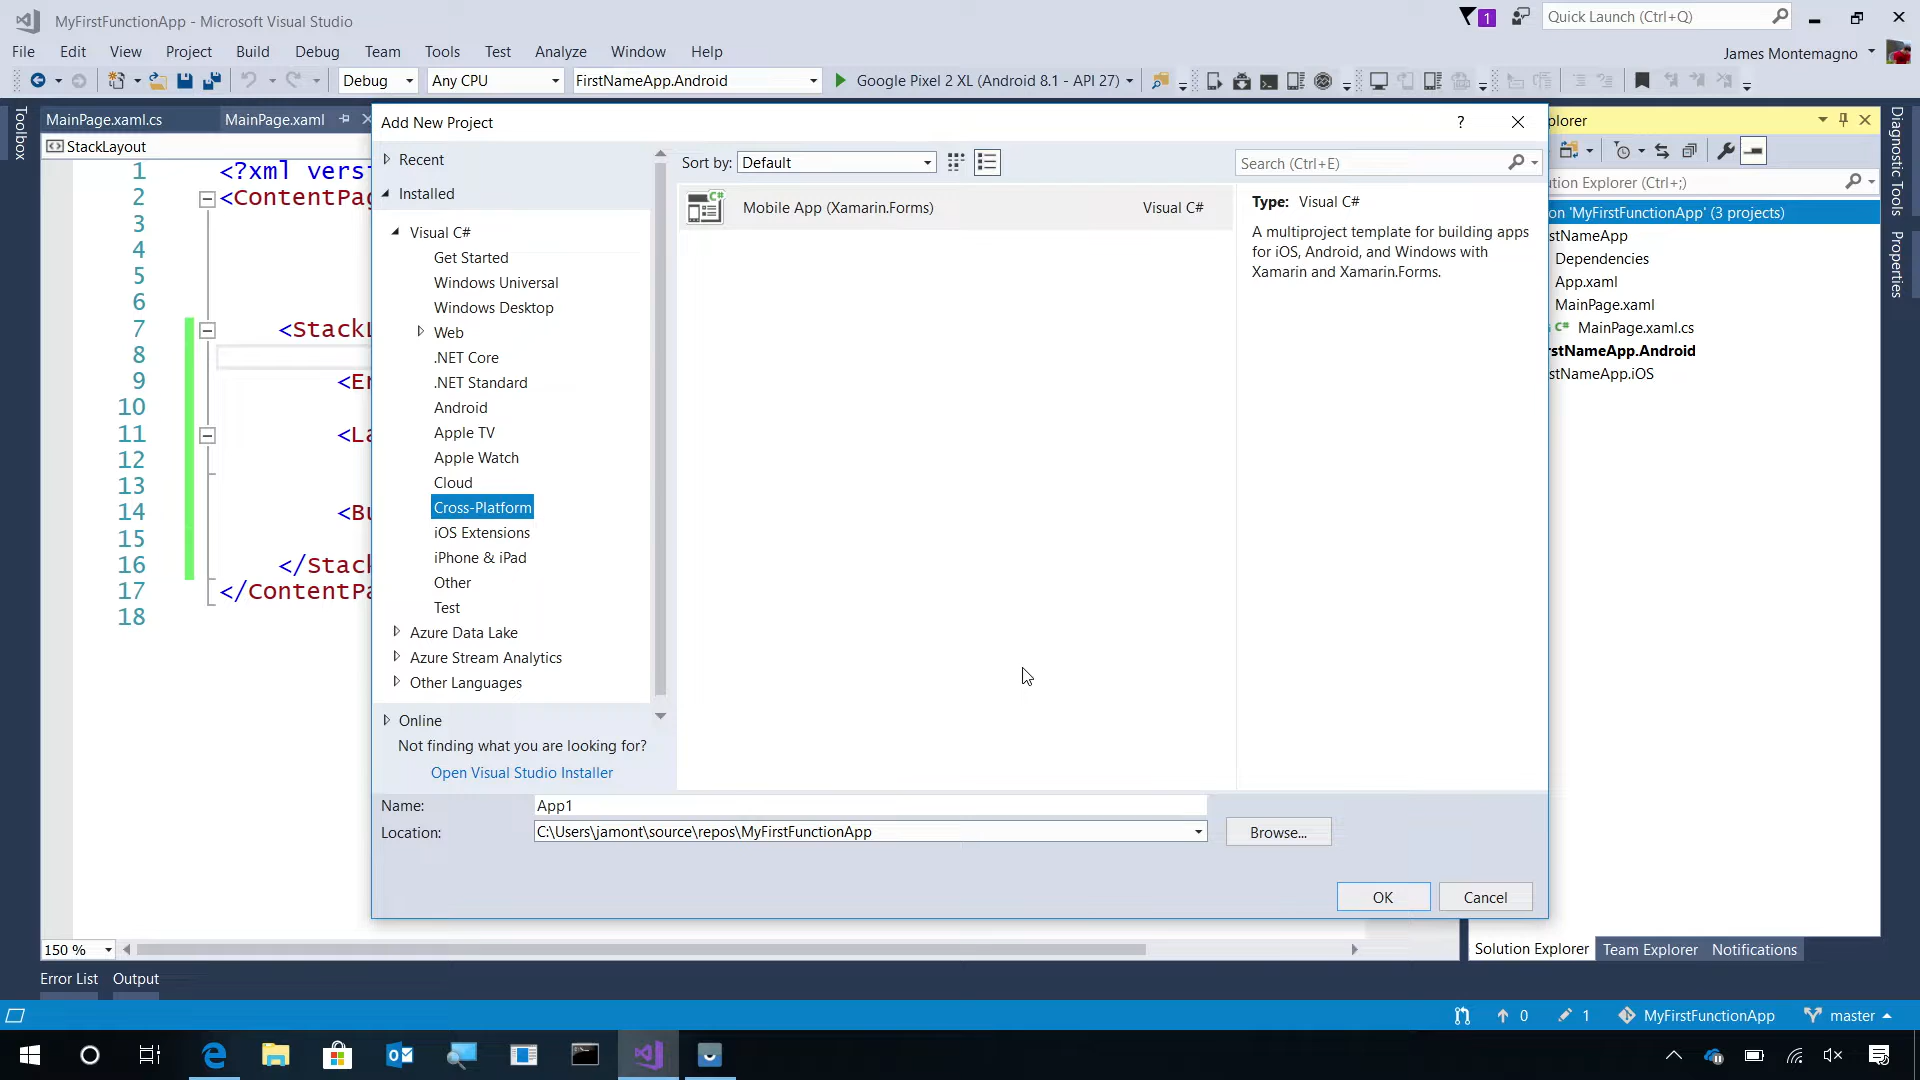 MyFirstFunctionApp - Microsoft Visual Studio
1
Quick Launch (Ctrl+Q)
File Edit View Project Build Debug Team Tools Test Analyze Window Help
James Montemagno
Debug
Any CPU
FirstNameApp.Android
Google Pixel 2 XL (Android 8.1 - API 27)
Toolbox
MainPage.xaml.cs
MainPage.xaml
StackLayout
1 <?xml vers
2 <ContentPag
3
4
5
6
7 <StackL
8
9 <En
10
11 <La
12
13
14 <Bu
15
16 </Stack
17 </ContentPa
18
150 %
Add New Project
?
Recent
Installed
Visual C#
Get Started
Windows Universal
Windows Desktop
Web
.NET Core
.NET Standard
Android
Apple TV
Apple Watch
Cloud
Cross-Platform
iOS Extensions
iPhone & iPad
Other
Test
Azure Data Lake
Azure Stream Analytics
Other Languages
Online
Not finding what you are looking for?
Open Visual Studio Installer
Sort by: Default
Search (Ctrl+E)
C#
Mobile App (Xamarin.Forms)
Visual C#
Type: Visual C#
A multiproject template for building apps
for iOS, Android, and Windows with
Xamarin and Xamarin.Forms.
Name: App1
Location: C:\Users\jamont\source\repos\MyFirstFunctionApp
Browse...
OK
Cancel
plorer
ution Explorer (Ctrl+;)
on 'MyFirstFunctionApp' (3 projects)
stNameApp
Dependencies
App.xaml
MainPage.xaml
C# MainPage.xaml.cs
rstNameApp.Android
stNameApp.iOS
Diagnostic Tools
Properties
Solution Explorer
Team Explorer
Notifications
Error List
Output
0
1
MyFirstFunctionApp
master